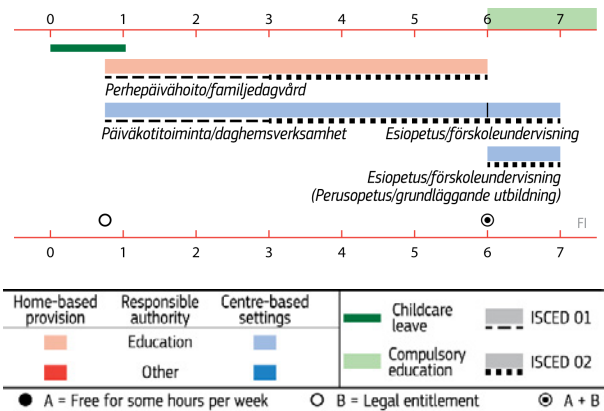 0 1 2 3 4 5 6 7
Perhepäivähoito/familjedagvård
Päiväkotitoiminta/daghemsverksamhet Esiopetus/förskoleundervisning
Esiopetus/förskoleundervisning
(Perusopetus/grundläggande utbildning)
FI
0 1 2 3 4 5 6 7
Home-based provision Responsible authority Centre-based settings
Education
Other
Childcare leave
Compulsory education
ISCED 01
ISCED 02
A = Free for some hours per week B = Legal entitlement A + B